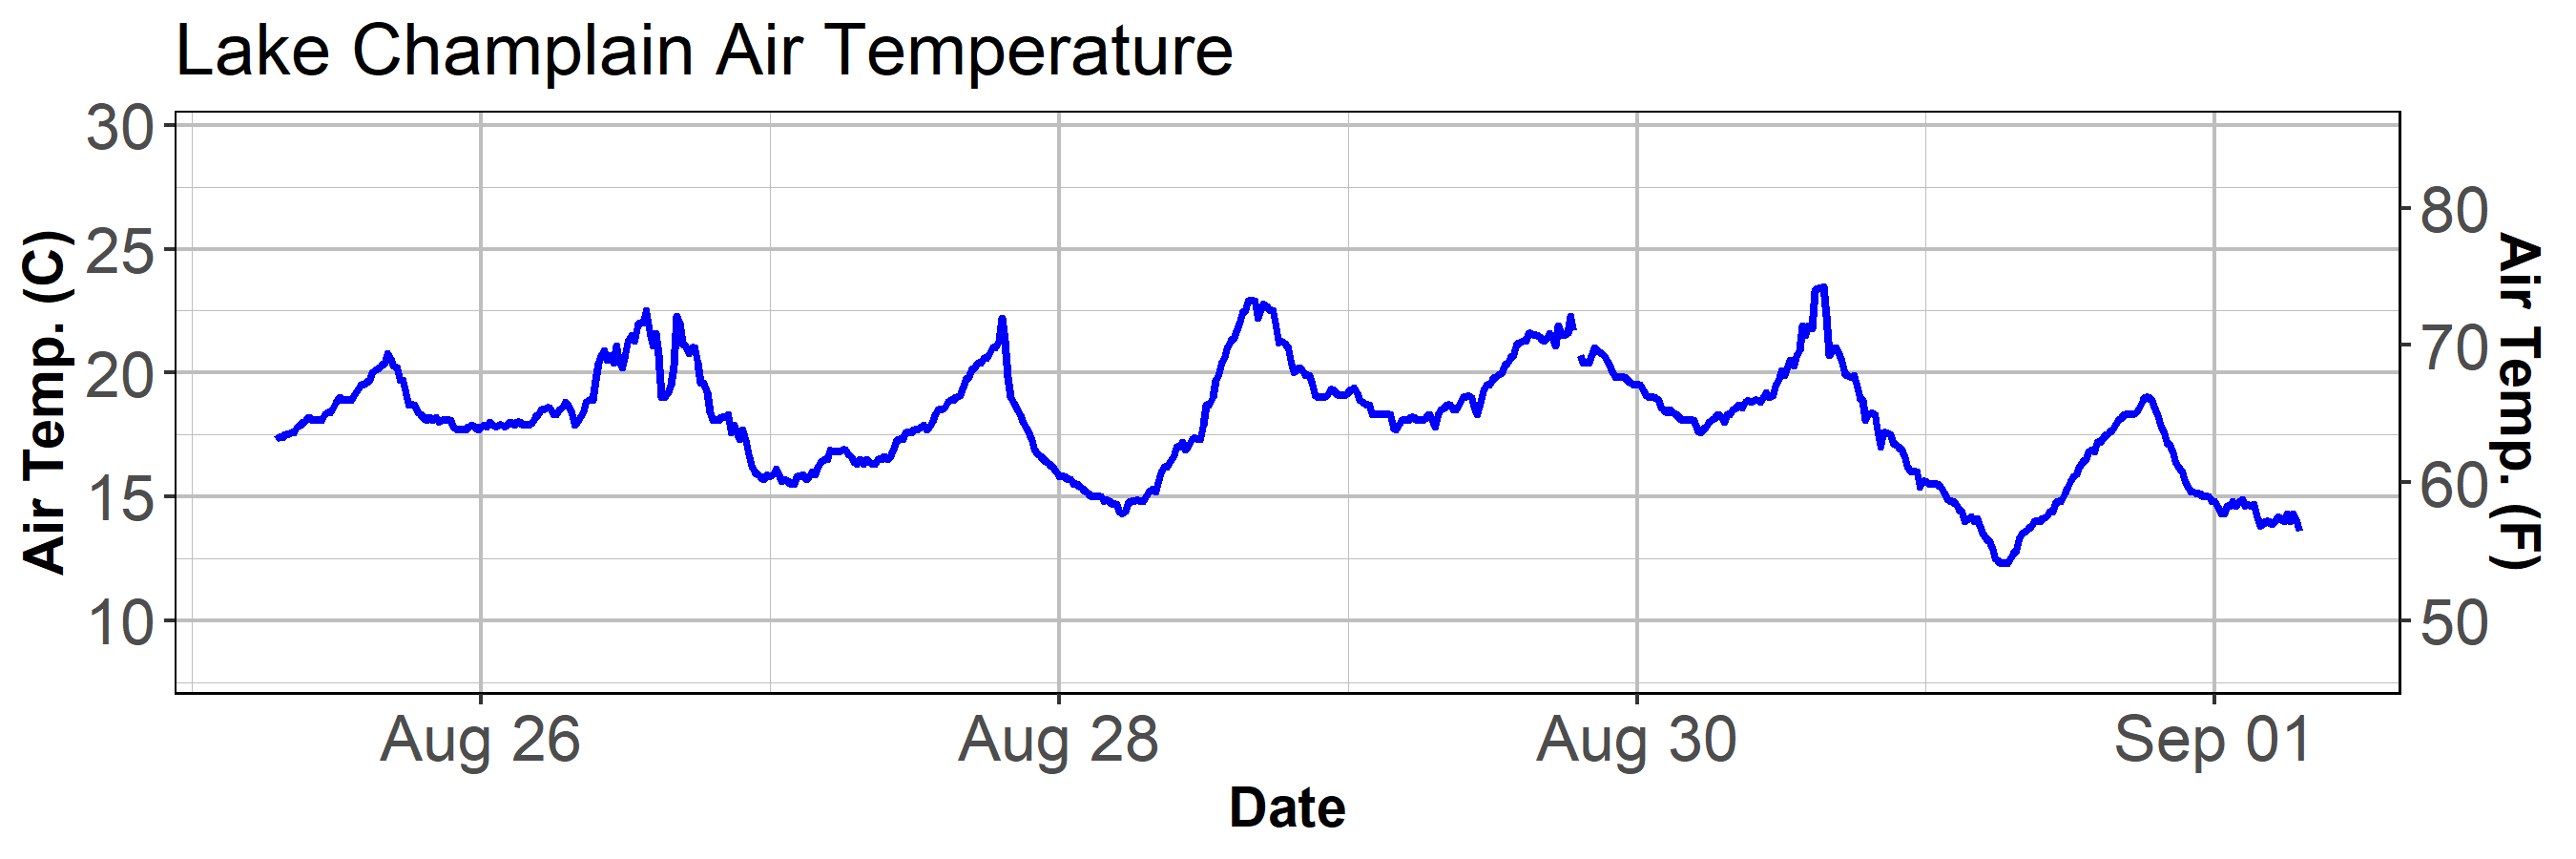 Lake Champlain Air Temperature
30
25
20
15
10
Air Temp. (C)
80
70
60
50
Air Temp. (F)
Aug 26 Aug 28 Aug 30 Sep 01
Date